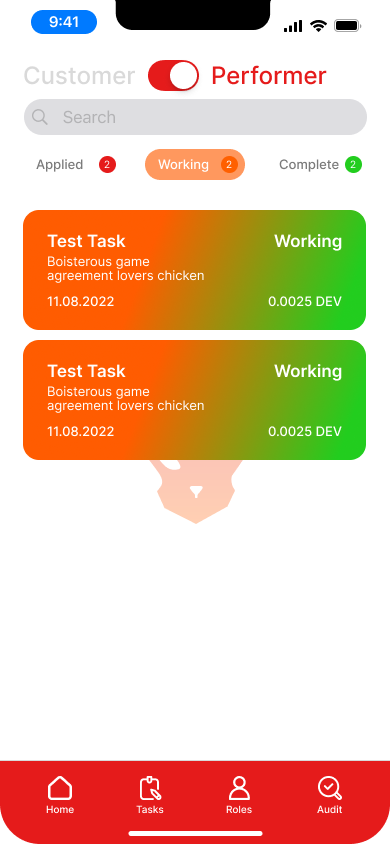 9:41
Customer Performer
Search
Applied 2 Working 2 Complete 2
Test Task Working
Boisterous game
agreement lovers chicken
11.08.2022 0.0025 DEV
Test Task Working
Boisterous game
agreement lovers chicken
11.08.2022 0.0025 DEV
Home Tasks Roles Audit